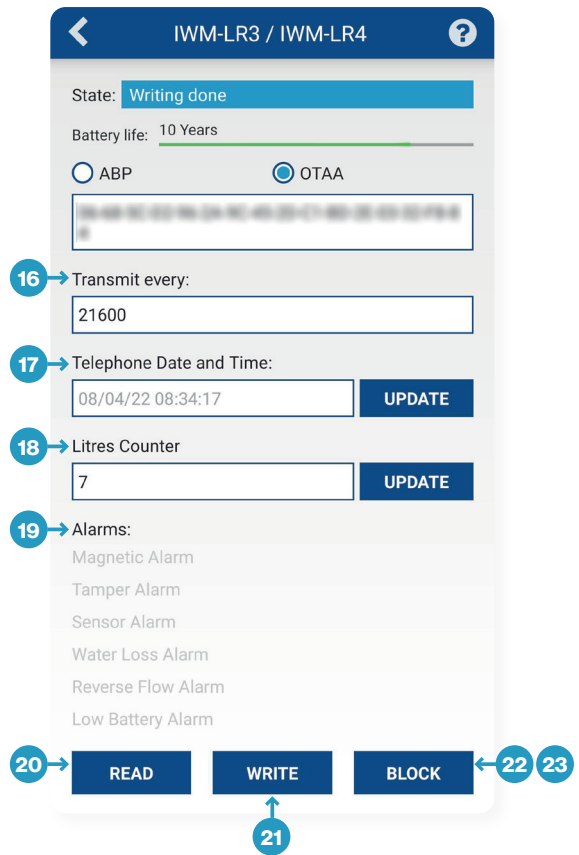 IWM-LR3 / IWM-LR4 ?
State: Writing done
Battery life: 10 Years
ABP OTAA
16 Transmit every:
21600
17 Telephone Date and Time:
08/04/22 08:34:17 UPDATE
18 Litres Counter
7 UPDATE
19 Alarms:
Magnetic Alarm
Tamper Alarm
Sensor Alarm
Water Loss Alarm
Reverse Flow Alarm
Low Battery Alarm
20 READ WRITE BLOCK 22 23
21